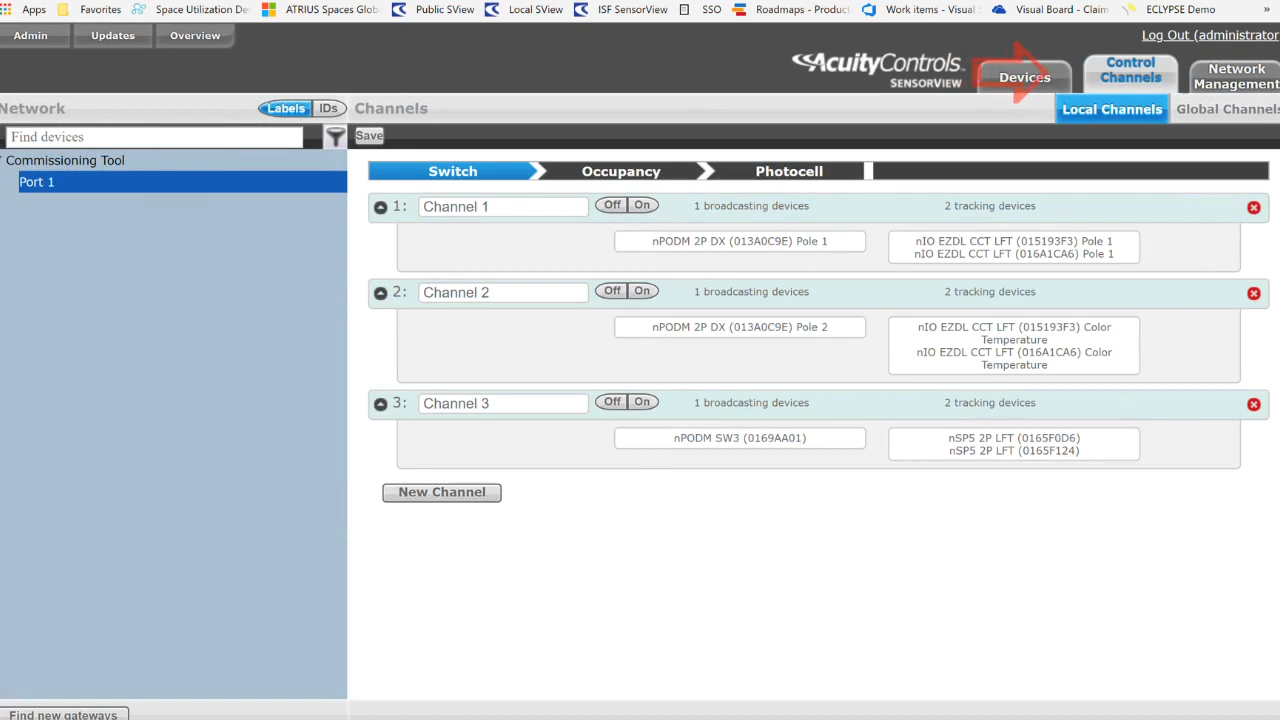 Apps Favorites Space Utilization De ATRIUS Spaces Glob Public SView Local SView ISF SensorView SSO Roadmaps - Product Work items - Visual Visual Board - Claim ECLYPSE Demo »
Admin Updates Overview
Log Out (administrator
AcuityControls
SENSORVIEW
Devices
Control Channels
Network Management
Network Labels IDs Channels
Local Channels Global Channels
Find devices Save
Commissioning Tool
Port 1
Switch Occupancy Photocell
1: Channel 1 Off On 1 broadcasting devices 2 tracking devices
nPODM 2P DX (013A0C9E) Pole 1
nIO EZDL CCT LFT (015193F3) Pole 1
nIO EZDL CCT LFT (016A1CA6) Pole 1
2: Channel 2 Off On 1 broadcasting devices 2 tracking devices
nPODM 2P DX (013A0C9E) Pole 2
nIO EZDL CCT LFT (015193F3) Color
Temperature
nIO EZDL CCT LFT (016A1CA6) Color
Temperature
3: Channel 3 Off On 1 broadcasting devices 2 tracking devices
nPODM SW3 (0169AA01)
nSP5 2P LFT (0165F0D6)
nSP5 2P LFT (0165F124)
New Channel
Find new gateways